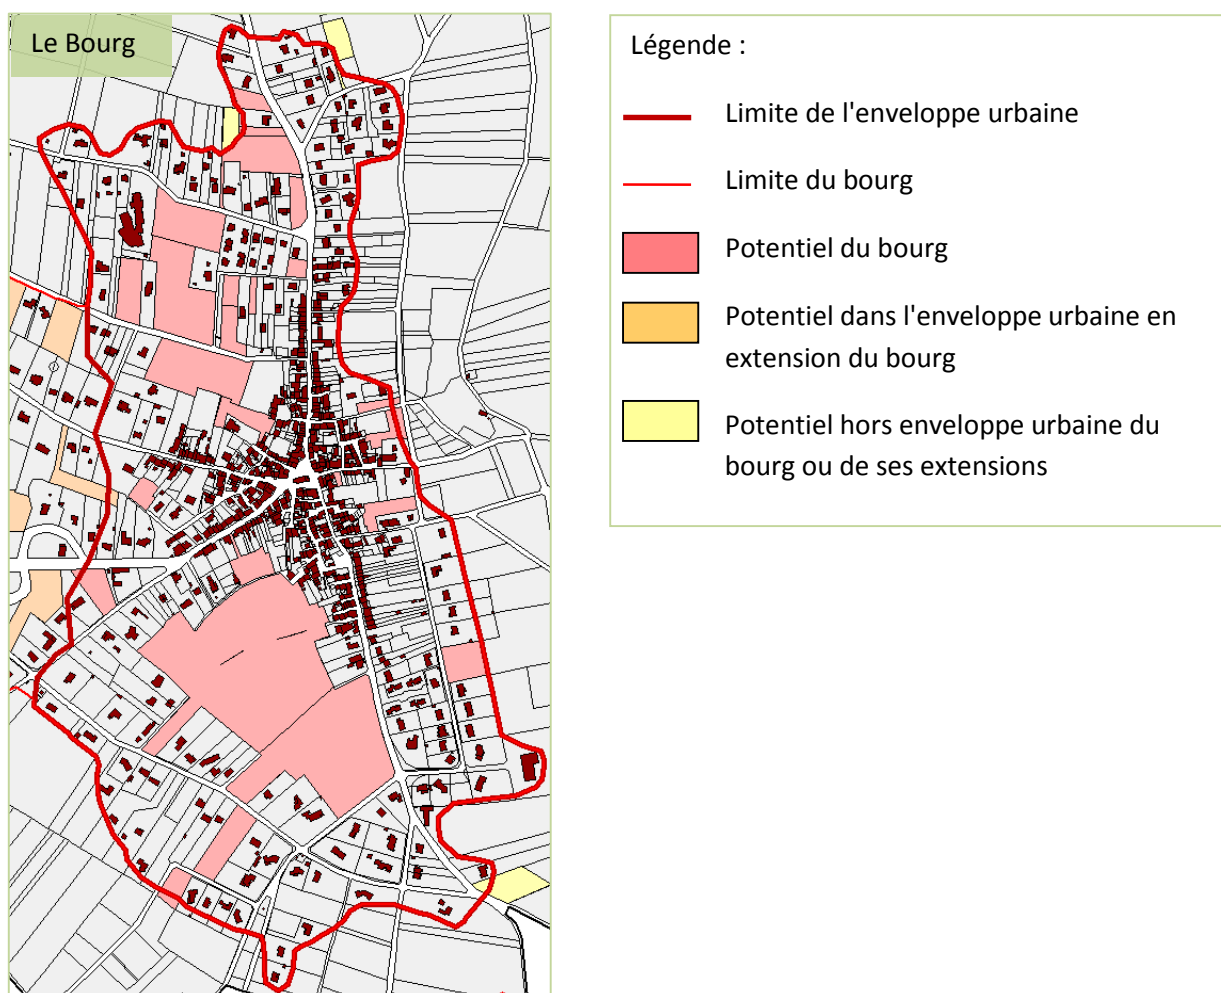 Le Bourg
Légende :
Limite de l'enveloppe urbaine
Limite du bourg
Potentiel du bourg
Potentiel dans l'enveloppe urbaine en
extension du bourg
Potentiel hors enveloppe urbaine du
bourg ou de ses extensions